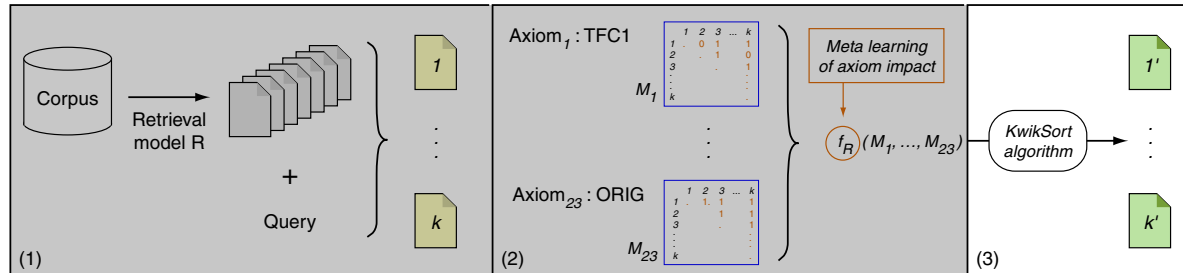 Corpus
Retrieval
model R
+
Query
1
.
.
.
k
(1)
Axiom1 : TFC1
1 2 3 ... k
1 . 0 1 1
2 . 1 0
3 . 1
. .
. .
. .
k .
M1
.
.
.
Axiom23 : ORIG
1 2 3 ... k
1 . 1. 1 1
2 1 1
3 . 1
. .
. .
. .
k .
M23
(2)
Meta learning
of axiom impact
fR (M1, ..., M23)
KwikSort
algorithm
1'
.
.
.
k'
(3)